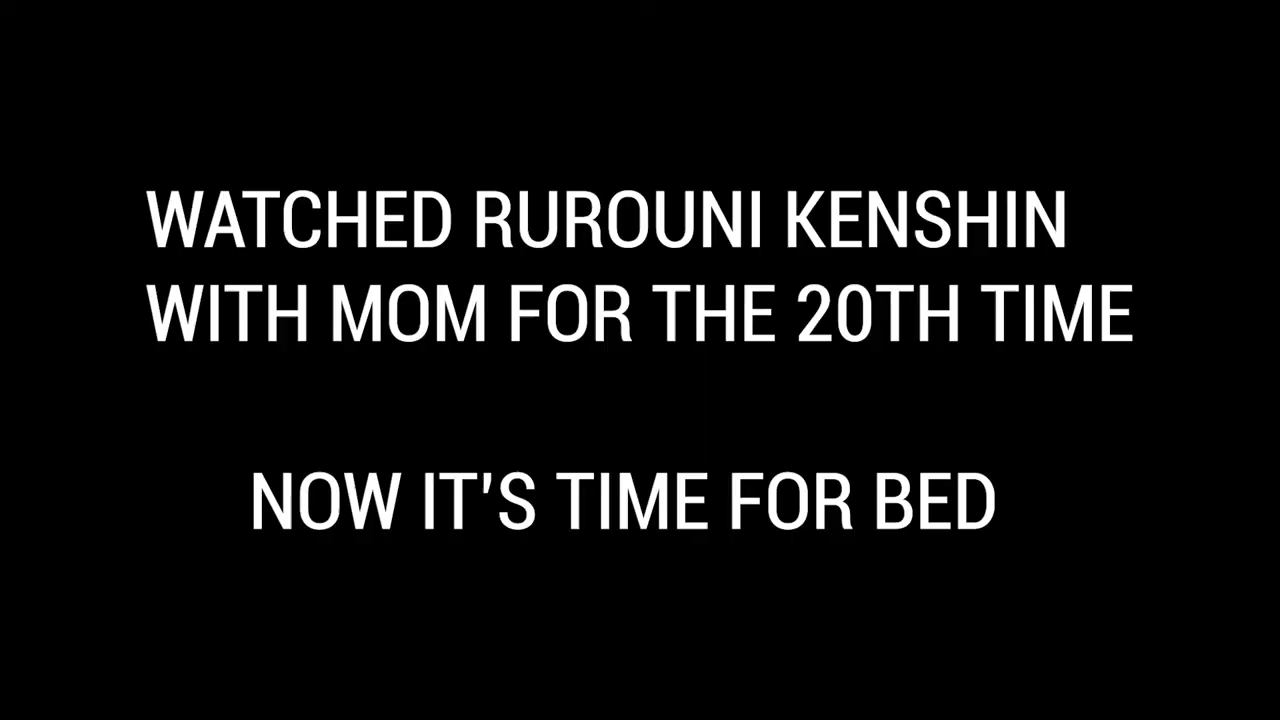 WATCHED RUROUNI KENSHIN
WITH MOM FOR THE 20TH TIME
NOW IT'S TIME FOR BED